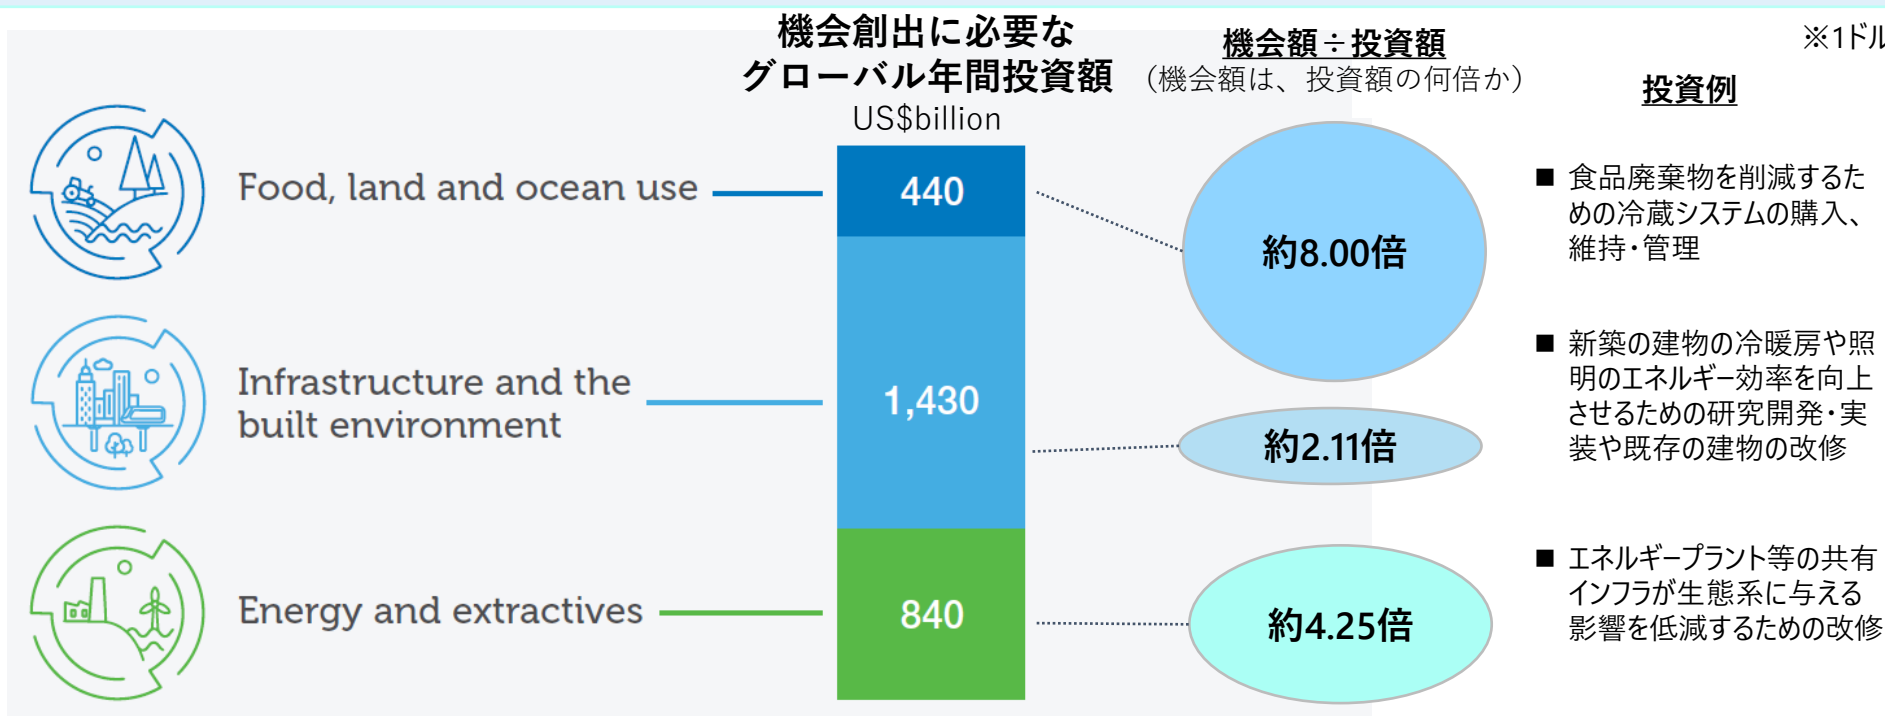 機会創出に必要な
グローバル年間投資額
US$billion
機会額÷投資額
（機会額は、投資額の何倍か）
※1ドル
投資例
Food, land and ocean use
440
約8.00倍
■ 食品廃棄物を削減するた
めの冷蔵システムの購入、
維持・管理
Infrastructure and the
built environment
1,430
約2.11倍
■ 新築の建物の冷暖房や照
明のエネルギー効率を向上
させるための研究開発・実
装や既存の建物の改修
Energy and extractives
840
約4.25倍
■ エネルギープラント等の共有
インフラが生態系に与える
影響を低減するための改修